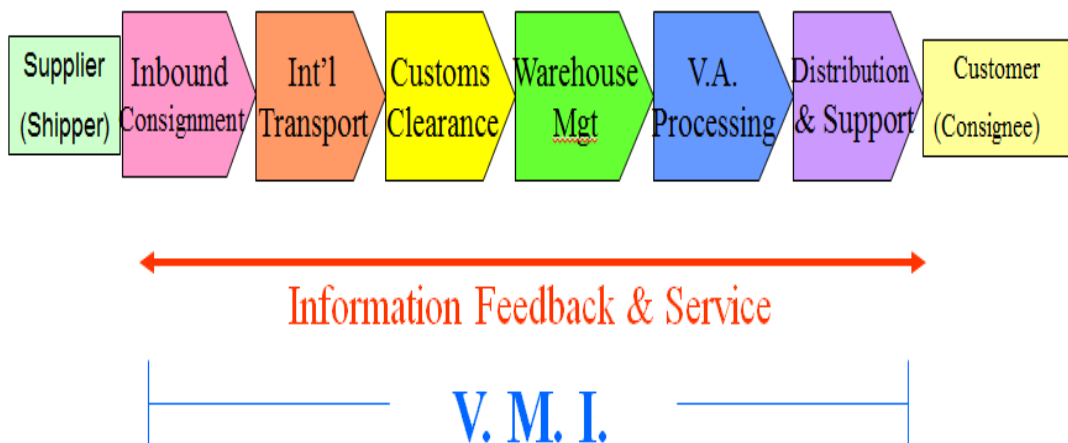 Supplier
(Shipper)
Inbound
Consignment
Int'l
Transport
Customs
Clearance
Warehouse
Mgt
V.A.
Processing
Distribution
& Support
Customer
(Consignee)
Information Feedback & Service
V. M. I.